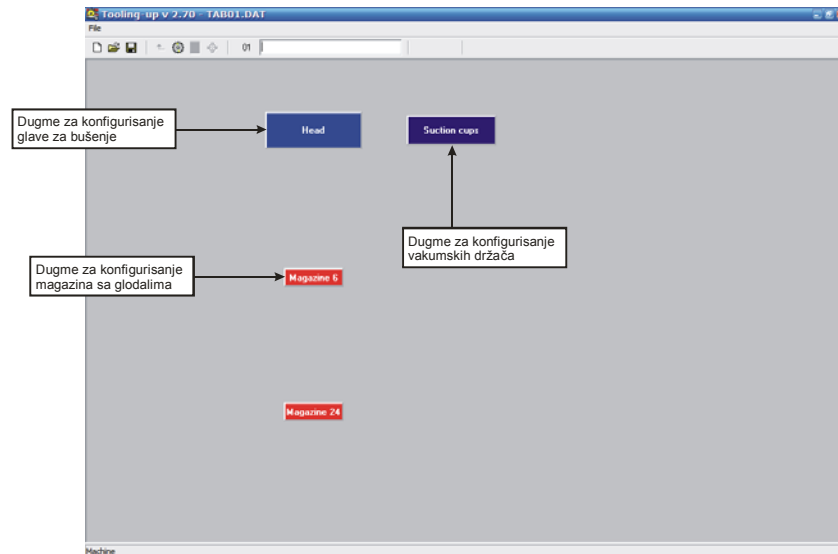 Tooling-up v 2.70 - TAB01.DAT
File
01
Dugme za konfigurisanje
glave za bušenje
Head
Suction cups
Dugme za konfigurisanje
vakumskih držača
Dugme za konfigurisanje
magazina sa glodalima
Magazine 6
Magazine 24
Machine